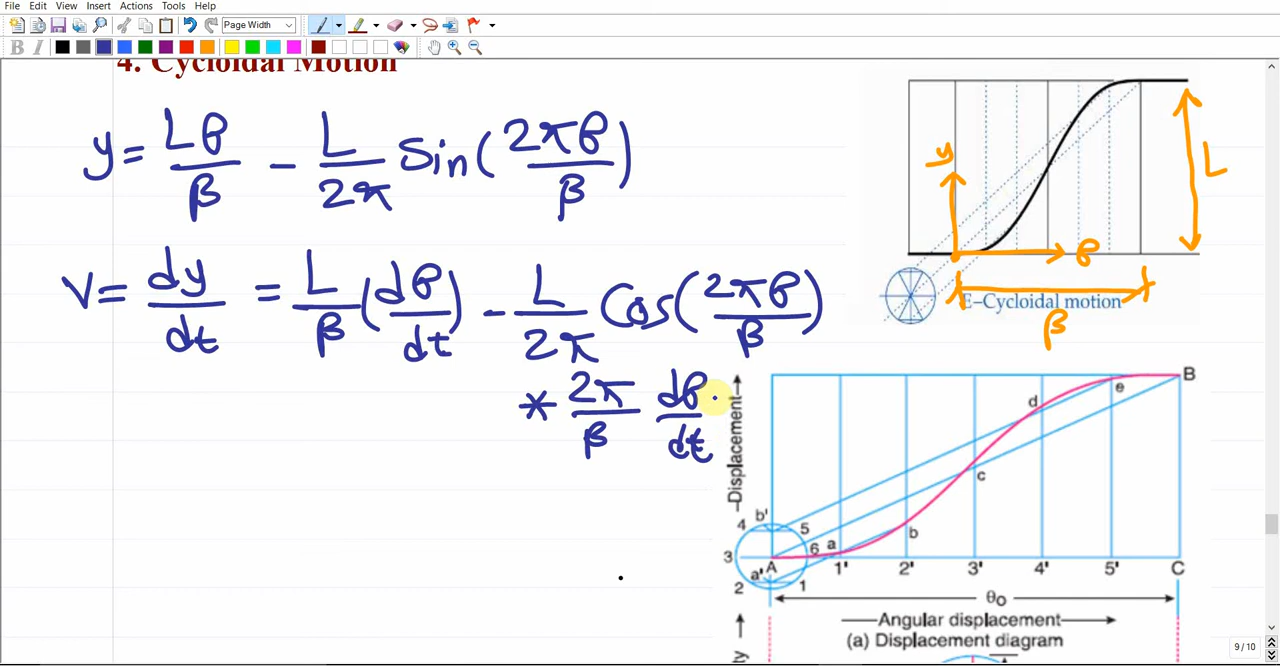 File Edit View Insert Actions Tools Help
Page Width
B I
4. Cycloidal Motion
y = Lθ/β - L/2π Sin(2πθ/β)
V = dy/dt = L/β (dθ/dt) - L/2π Cos(2πθ/β)
* 2π/β dθ/dt
y
L
θ
E-Cycloidal motion
β
Displacement
B
e
d
c
b
b'
4 5
3 6 a
A
a'
2 1
1' 2' 3' 4' 5' C
θo
Angular displacement
(a) Displacement diagram
ty
9 / 10